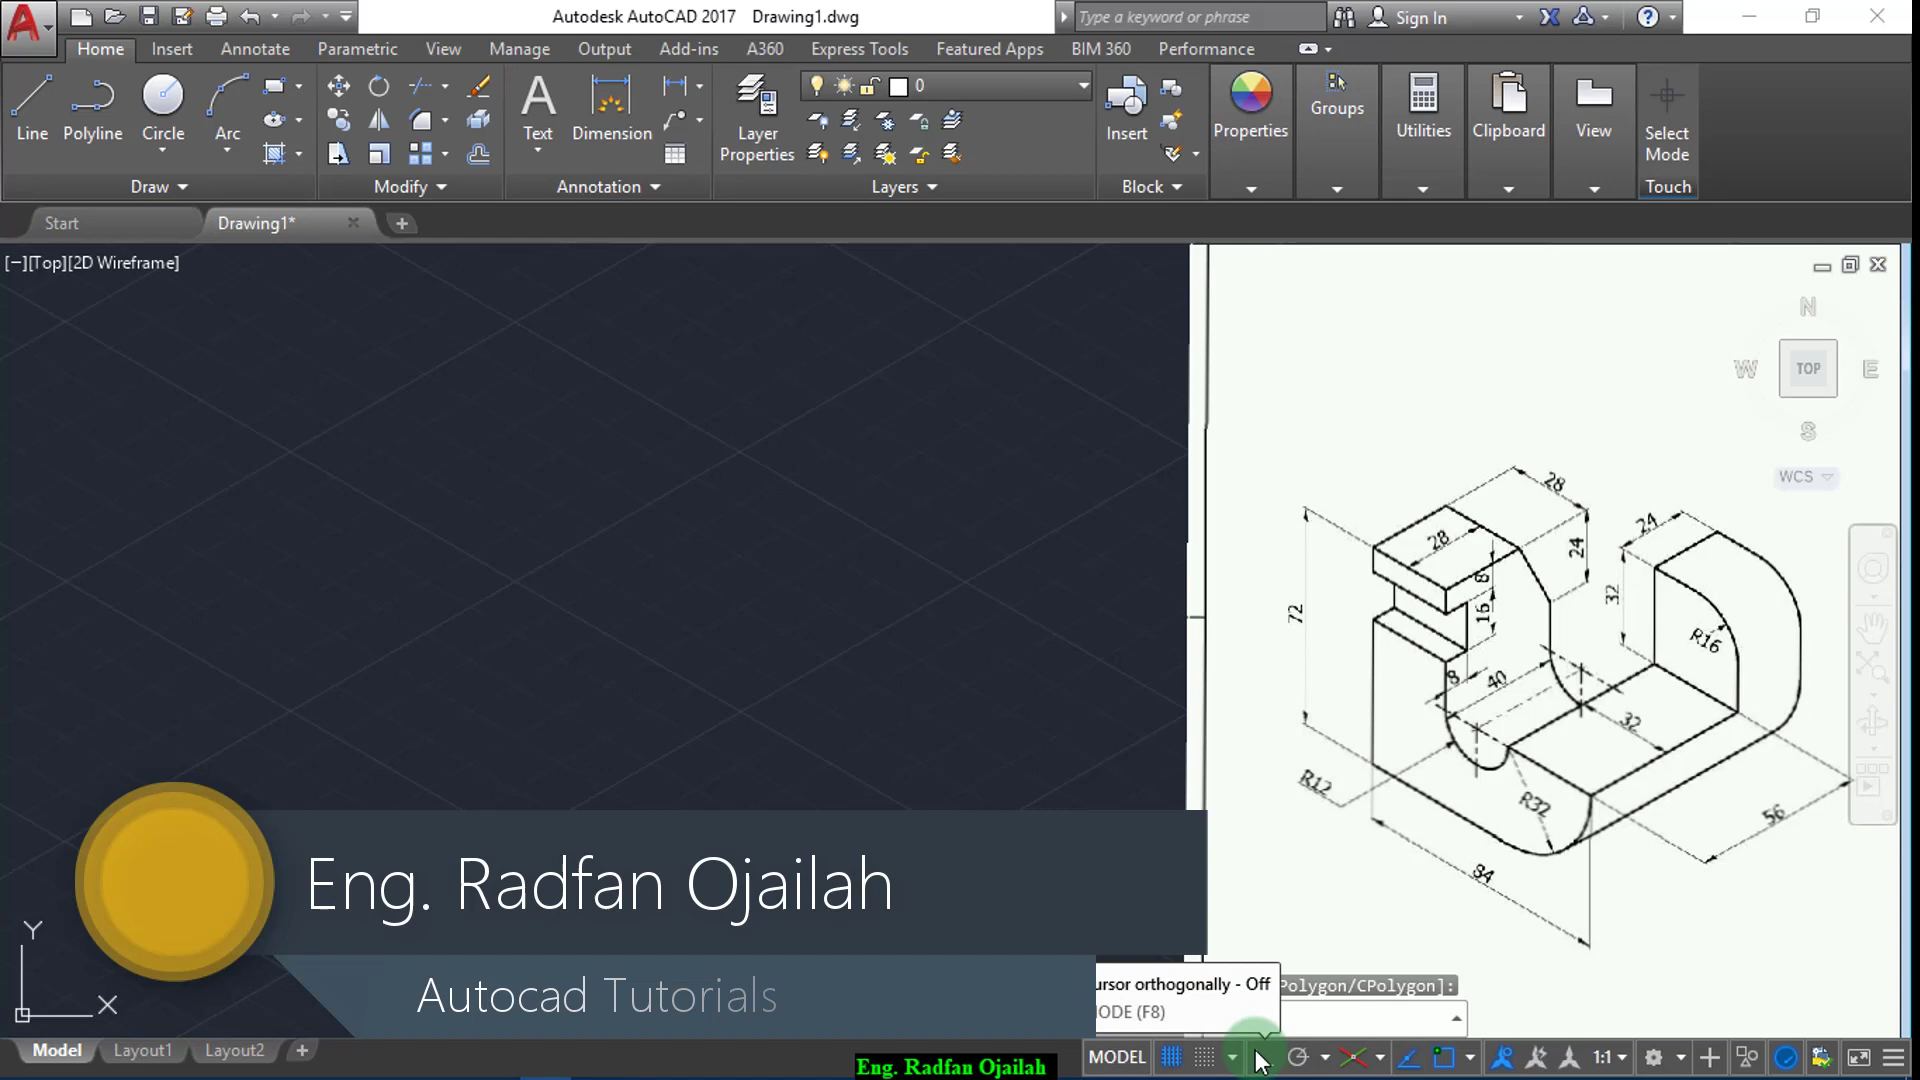 Autodesk AutoCAD 2017 Drawing1.dwg
Type a keyword or phrase
Sign In
Home Insert Annotate Parametric View Manage Output Add-ins A360 Express Tools Featured Apps BIM 360 Performance
0
Line Polyline Circle Arc
Text Dimension
Layer Properties
Insert
Properties
Groups
Utilities
Clipboard
View
Select Mode
Draw Modify Annotation Layers Block Touch
Start Drawing1*
[−][Top][2D Wireframe]
N
W TOP E
S
WCS
28
24
28
24
8
32
72
16
R16
8
40
32
R12
R32
56
84
Eng. Radfan Ojailah
Autocad Tutorials
Y
X
ursor orthogonally - Off
ODE (F8)
Polygon/CPolygon]:
Model Layout1 Layout2
Eng. Radfan Ojailah
MODEL
1:1